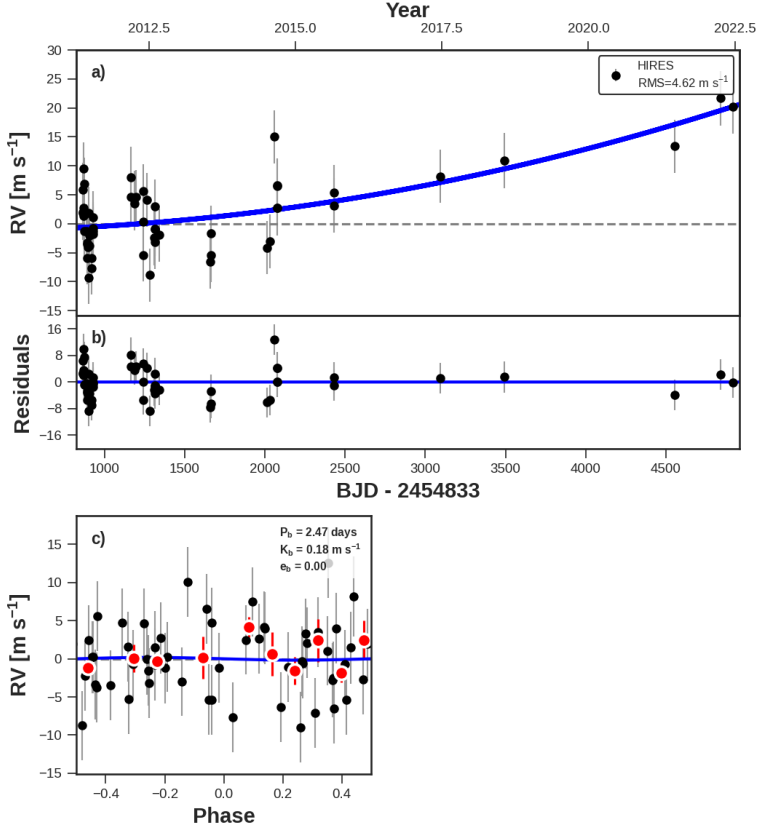 Year
2012.5 2015.0 2017.5 2020.0 2022.5
a)
HIRES
RMS=4.62 m s⁻¹
30
25
20
15
10
5
0
−5
−10
−15
RV [m s⁻¹]
b)
16
8
0
−8
−16
Residuals
1000 1500 2000 2500 3000 3500 4000 4500
BJD - 2454833
c)
P_b = 2.47 days
K_b = 0.18 m s⁻¹
e_b = 0.00
15
10
5
0
−5
−10
−15
RV [m s⁻¹]
−0.4 −0.2 0.0 0.2 0.4
Phase